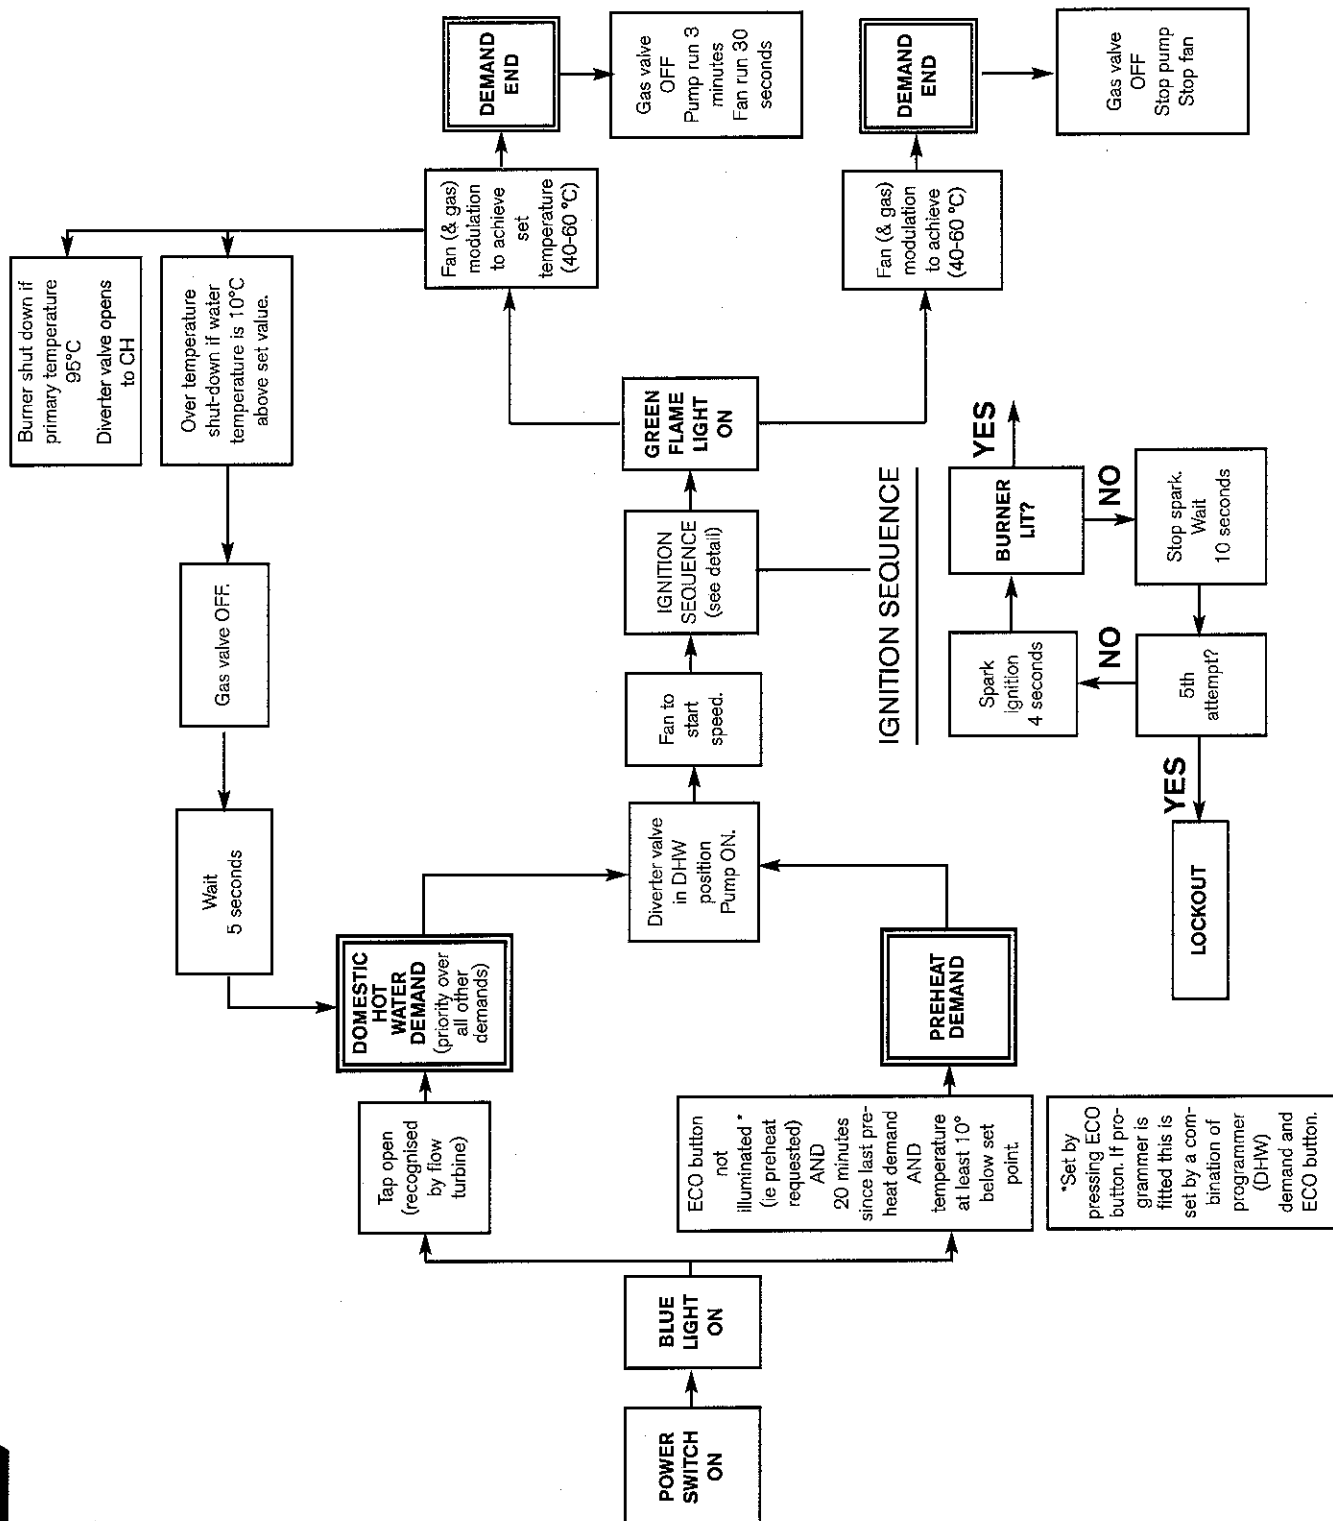 POWER
SWITCH
ON
BLUE
LIGHT
ON
Tap open
(recognised
by flow
turbine)
DOMESTIC
HOT
WATER
DEMAND
(priority over
all other
demands)
Wait
5 seconds
Gas valve OFF.
Over temperature
shut-down if water
temperature is 10°C
above set value.
Burner shut down if
primary temperature
95°C
Diverter valve opens
to CH
ECO button
not
illuminated *
(ie preheat
requested)
AND
20 minutes
since last pre-
heat demand
AND
temperature
at least 10°
below set
point.
*Set by
pressing ECO
button. If pro-
grammer is
fitted this is
set by a com-
bination of
programmer
(DHW)
demand and
ECO button.
PREHEAT
DEMAND
Diverter valve
in DHW
position
Pump ON.
Fan to
start
speed.
IGNITION
SEQUENCE
(see detail)
GREEN
FLAME
LIGHT
ON
Fan (& gas)
modulation
to achieve
set
temperature
(40-60 °C)
DEMAND
END
Gas valve
OFF
Pump run 3
minutes
Fan run 30
seconds
Fan (& gas)
modulation
to achieve
(40-60 °C)
DEMAND
END
Gas valve
OFF
Stop pump
Stop fan
IGNITION SEQUENCE
Spark
ignition
4 seconds
BURNER
LIT?
YES
NO
Stop spark.
Wait
10 seconds
5th
attempt?
NO
YES
LOCKOUT